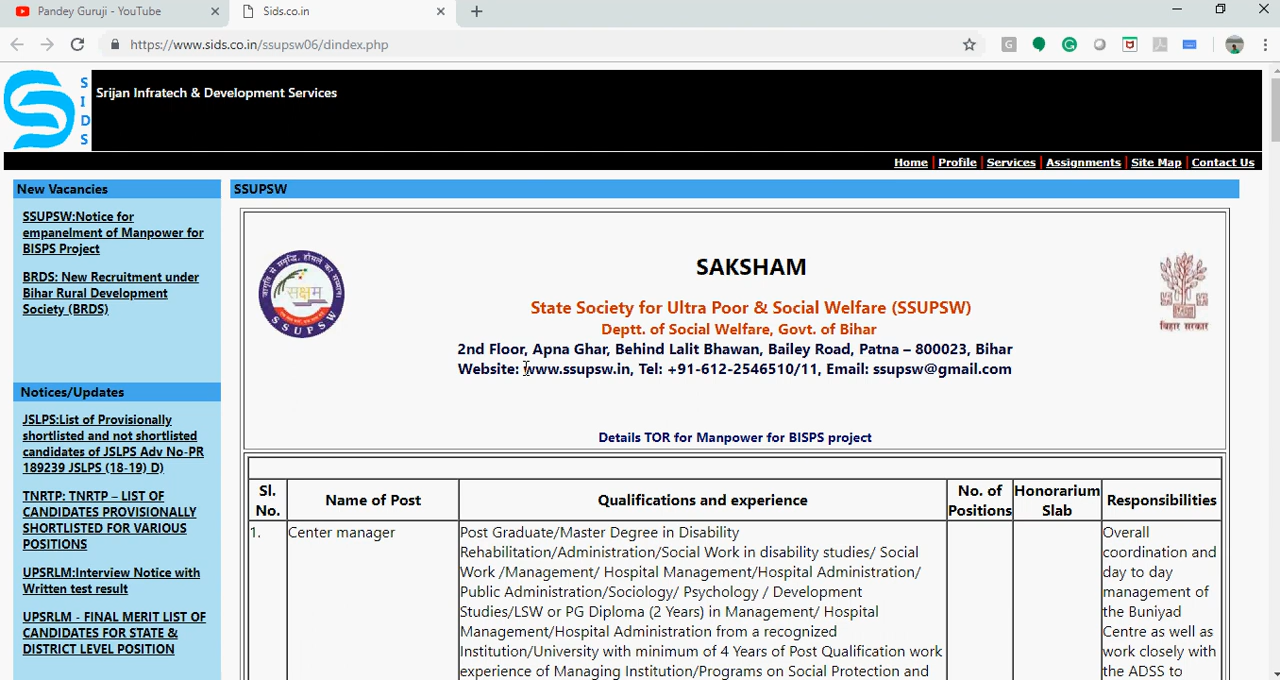 Pandey Guruji - YouTube
Sids.co.in
https://www.sids.co.in/ssupsw06/dindex.php
S
I
D
S
Srijan Infratech & Development Services
Home | Profile | Services | Assignments | Site Map | Contact Us
New Vacancies
SSUPSW:Notice for
empanelment of Manpower for
BISPS Project
BRDS: New Recruitment under
Bihar Rural Development
Society (BRDS)
Notices/Updates
JSLPS:List of Provisionally
shortlisted and not shortlisted
candidates of JSLPS Adv No-PR
189239 JSLPS (18-19) D)
TNRTP: TNRTP – LIST OF
CANDIDATES PROVISIONALLY
SHORTLISTED FOR VARIOUS
POSITIONS
UPSRLM:Interview Notice with
Written test result
UPSRLM - FINAL MERIT LIST OF
CANDIDATES FOR STATE &
DISTRICT LEVEL POSITION
SSUPSW
सक्षम
SSUPSW
SAKSHAM
बिहार सरकार
State Society for Ultra Poor & Social Welfare (SSUPSW)
Deptt. of Social Welfare, Govt. of Bihar
2nd Floor, Apna Ghar, Behind Lalit Bhawan, Bailey Road, Patna – 800023, Bihar
Website: www.ssupsw.in, Tel: +91-612-2546510/11, Email: ssupsw@gmail.com
Details TOR for Manpower for BISPS project
Sl.
No.
Name of Post
Qualifications and experience
No. of
Positions
Honorarium
Slab
Responsibilities
1.
Center manager
Post Graduate/Master Degree in Disability
Rehabilitation/Administration/Social Work in disability studies/ Social
Work /Management/ Hospital Management/Hospital Administration/
Public Administration/Sociology/ Psychology / Development
Studies/LSW or PG Diploma (2 Years) in Management/ Hospital
Management/Hospital Administration from a recognized
Institution/University with minimum of 4 Years of Post Qualification work
experience of Managing Institution/Programs on Social Protection and
Overall
coordination and
day to day
management of
the Buniyad
Centre as well as
work closely with
the ADSS to